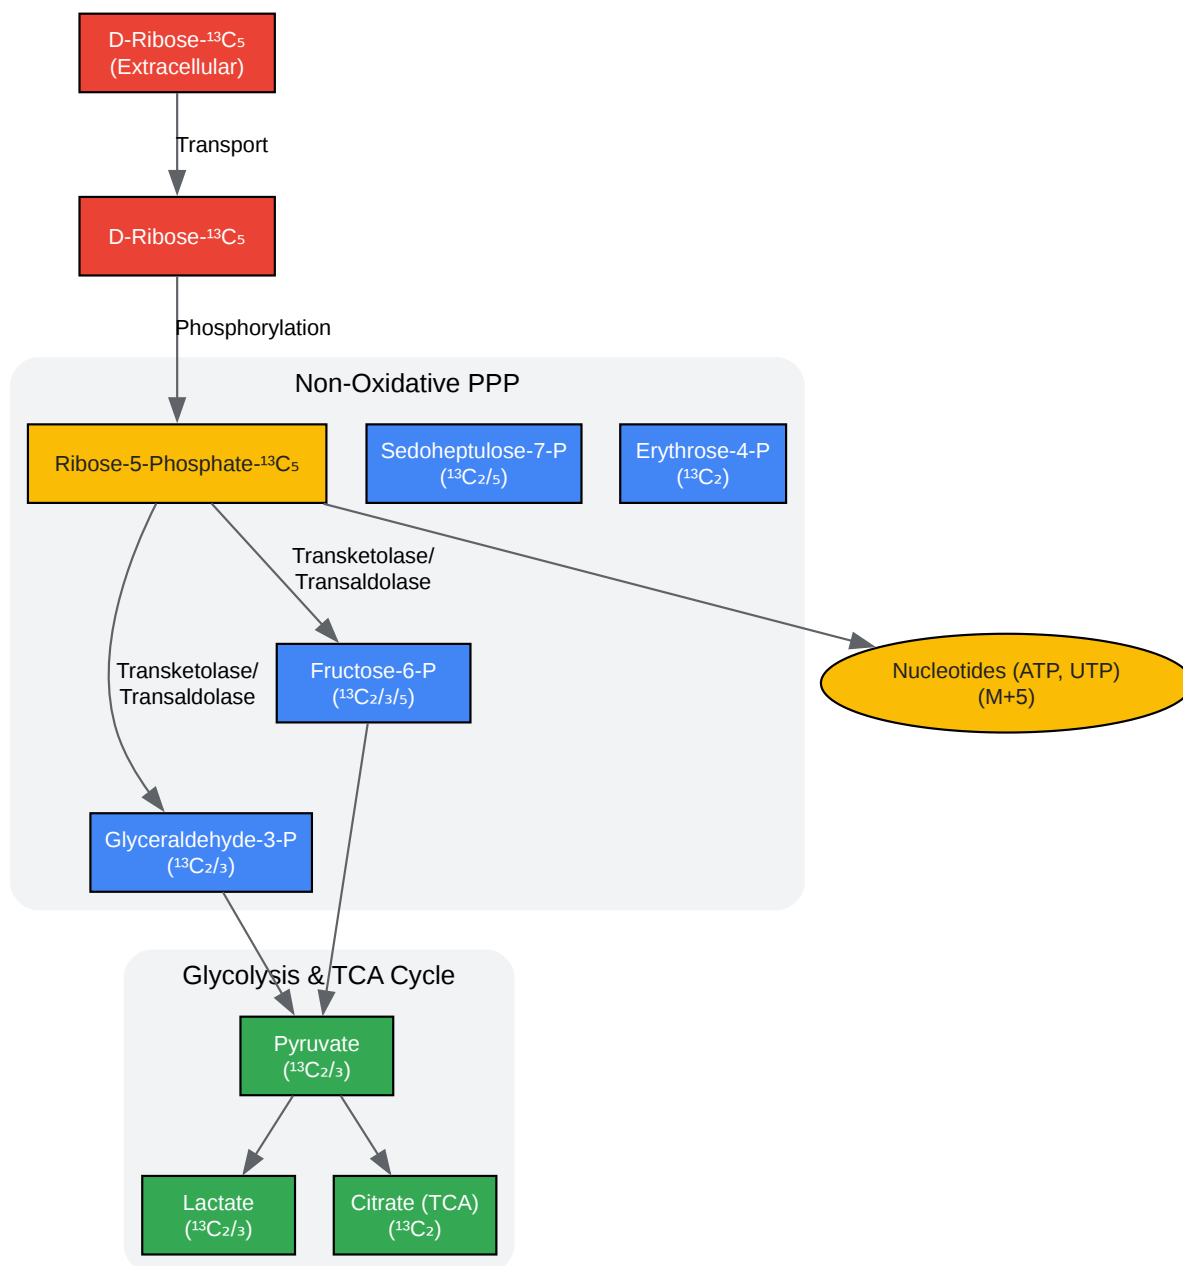 D-Ribose-¹³C₅
(Extracellular)
Transport
D-Ribose-¹³C₅
Phosphorylation
Non-Oxidative PPP
Ribose-5-Phosphate-¹³C₅
Sedoheptulose-7-P
(¹³C₂/₅)
Erythrose-4-P
(¹³C₂)
Transketolase/
Transaldolase
Transketolase/
Transaldolase
Fructose-6-P
(¹³C₂/₃/₅)
Nucleotides (ATP, UTP)
(M+5)
Glyceraldehyde-3-P
(¹³C₂/₃)
Glycolysis & TCA Cycle
Pyruvate
(¹³C₂/₃)
Lactate
(¹³C₂/₃)
Citrate (TCA)
(¹³C₂)